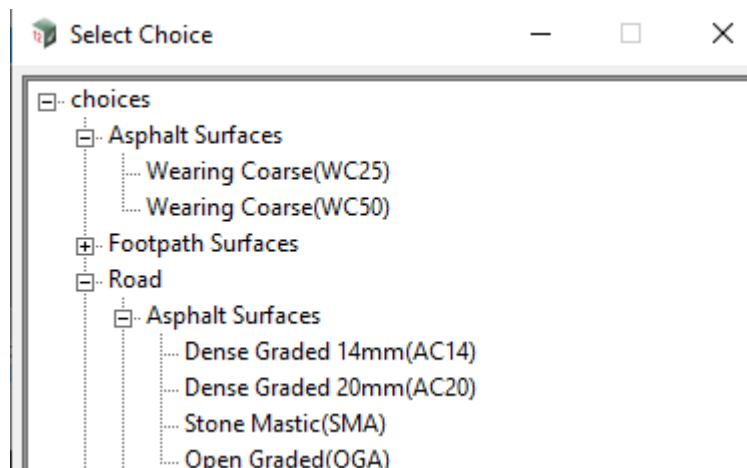 Select Choice
choices
Asphalt Surfaces
Wearing Coarse(WC25)
Wearing Coarse(WC50)
Footpath Surfaces
Road
Asphalt Surfaces
Dense Graded 14mm(AC14)
Dense Graded 20mm(AC20)
Stone Mastic(SMA)
Open Graded(OGA)